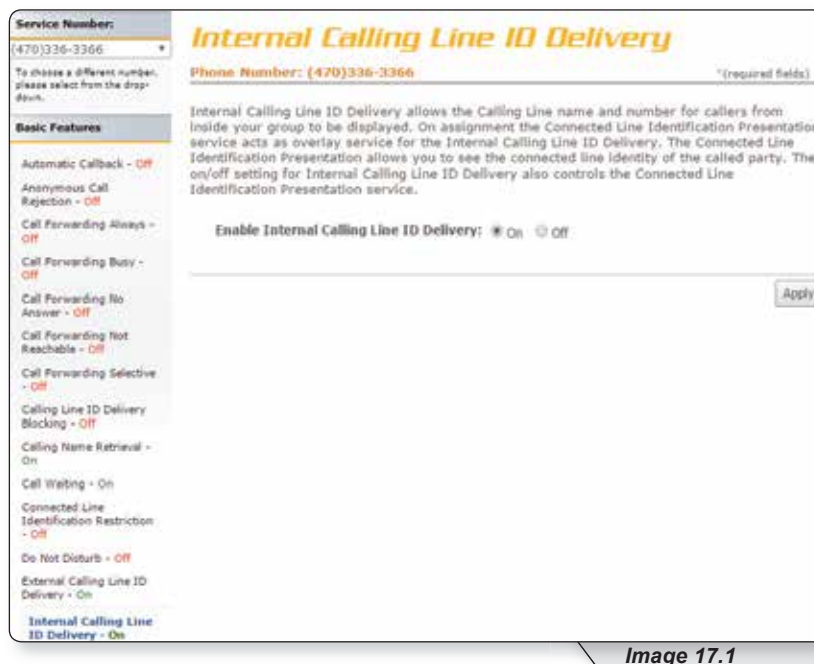 Service Number:
(470)336-3366
To choose a different number,
please select from the drop-
down.
Basic Features
Automatic Callback - Off
Anonymous Call
Rejection - Off
Call Forwarding Always -
Off
Call Forwarding Busy -
Off
Call Forwarding No
Answer - Off
Call Forwarding Not
Reachable - Off
Call Forwarding Selective
- Off
Calling Line ID Delivery
Blocking - Off
Calling Name Retrieval -
On
Call Waiting - On
Connected Line
Identification Restriction
- Off
Do Not Disturb - Off
External Calling Line ID
Delivery - On
Internal Calling Line
ID Delivery - On
Internal Calling Line ID Delivery
Phone Number: (470)336-3366
*(required fields)
Internal Calling Line ID Delivery allows the Calling Line name and number for callers from
inside your group to be displayed. On assignment the Connected Line Identification Presentation
service acts as overlay service for the Internal Calling Line ID Delivery. The Connected Line
Identification Presentation allows you to see the connected line identity of the called party. The
on/off setting for Internal Calling Line ID Delivery also controls the Connected Line
Identification Presentation service.
Enable Internal Calling Line ID Delivery: On Off
Apply
Image 17.1